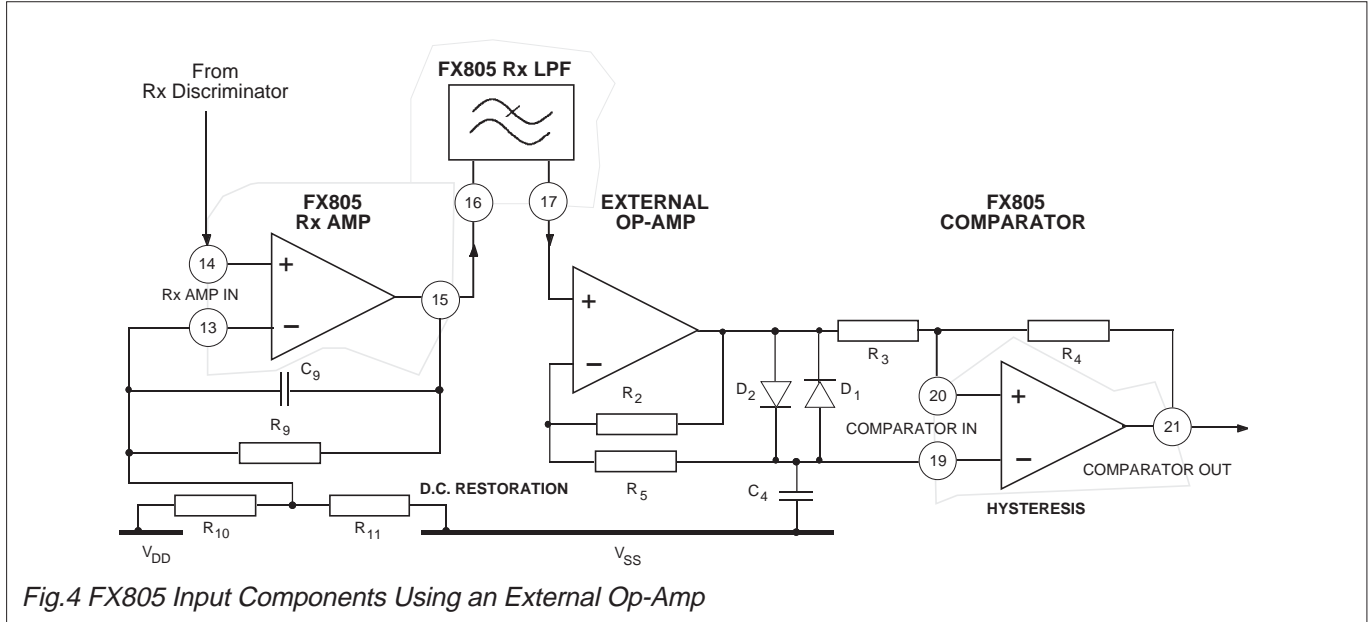 From
Rx Discriminator
FX805 Rx LPF
16
17
FX805
Rx AMP
EXTERNAL
OP-AMP
FX805
COMPARATOR
14
+
Rx AMP IN
13
−
15
+
−
C9
R9
R2
R5
D2
D1
R3
R4
20
+
COMPARATOR IN
19
−
21
COMPARATOR OUT
D.C. RESTORATION
C4
HYSTERESIS
R10
R11
VDD
VSS
Fig.4 FX805 Input Components Using an External Op-Amp